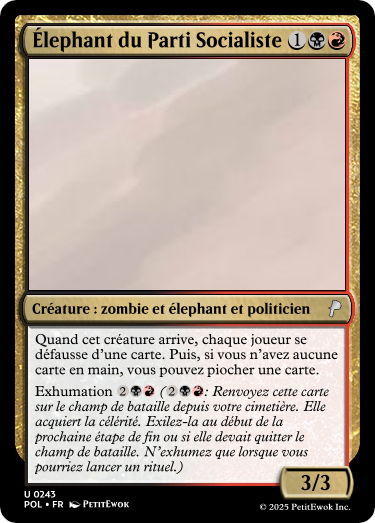 Élephant du Parti Socialiste 1
Créature : zombie et élephant et politicien
Quand cet créature arrive, chaque joueur se
défausse d'une carte. Puis, si vous n'avez aucune
carte en main, vous pouvez piocher une carte.
Exhumation 2 (2: Renvoyez cette carte
sur le champ de bataille depuis votre cimetière. Elle
acquiert la célérité. Exilez-la au début de la
prochaine étape de fin ou si elle devait quitter le
champ de bataille. N'exhumez que lorsque vous
pourriez lancer un rituel.)
3/3
U 0243
POL • FR PetitEwok
© 2025 PetitEwok Inc.